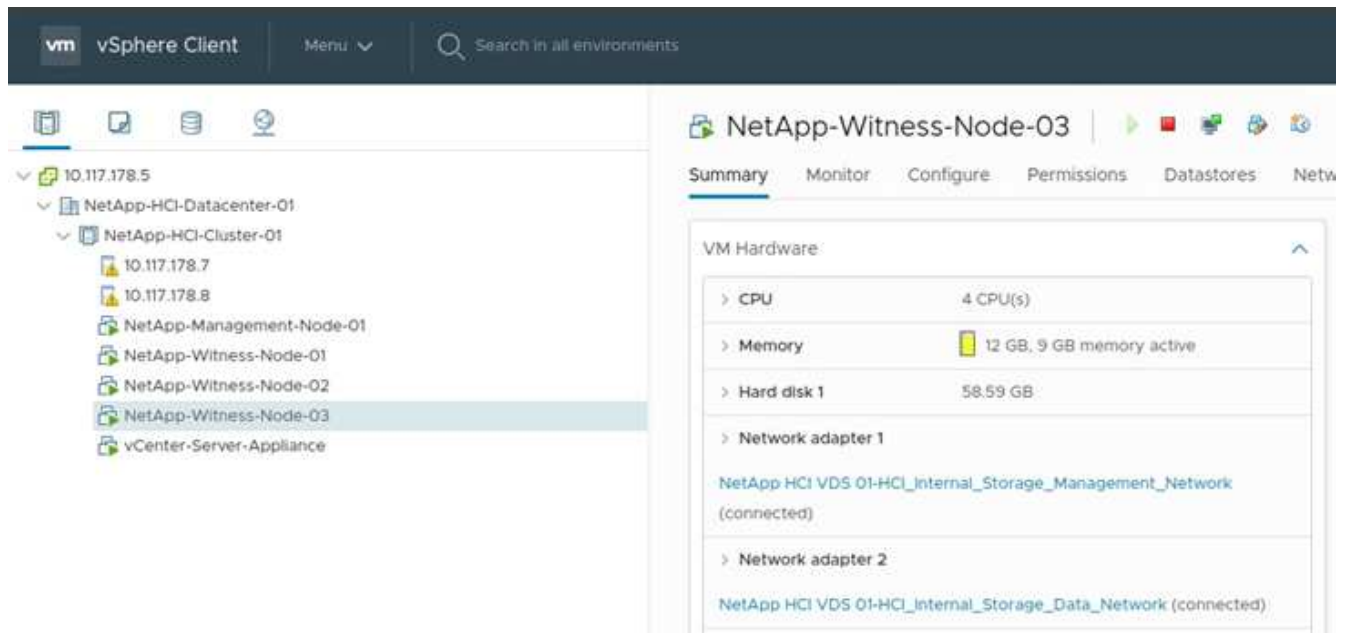 vm vSphere Client Menu Search in all environments
10.117.178.5
NetApp-HCI-Datacenter-01
NetApp-HCI-Cluster-01
10.117.178.7
10.117.178.8
NetApp-Management-Node-01
NetApp-Witness-Node-01
NetApp-Witness-Node-02
NetApp-Witness-Node-03
vCenter-Server-Appliance
NetApp-Witness-Node-03
Summary Monitor Configure Permissions Datastores Netw
VM Hardware
CPU 4 CPU(s)
Memory 12 GB, 9 GB memory active
Hard disk 1 58.59 GB
Network adapter 1
NetApp HCI VDS 01-HCI_Internal_Storage_Management_Network
(connected)
Network adapter 2
NetApp HCI VDS 01-HCI_Internal_Storage_Data_Network (connected)